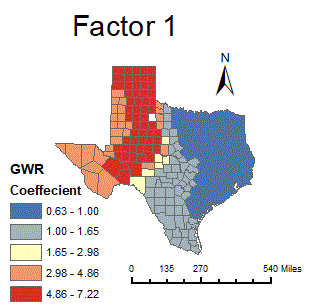 Factor 1
N
GWR
Coeffecient
0.63 - 1.00
1.00 - 1.65
1.65 - 2.98
2.98 - 4.86
4.86 - 7.22
0 135 270 540 Miles